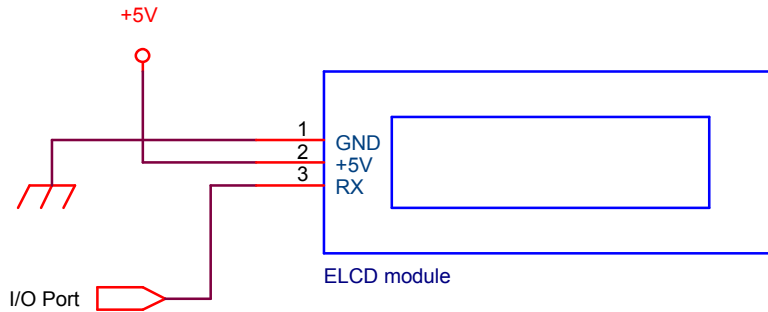 +5V
1 GND
2 +5V
3 RX
ELCD module
I/O Port